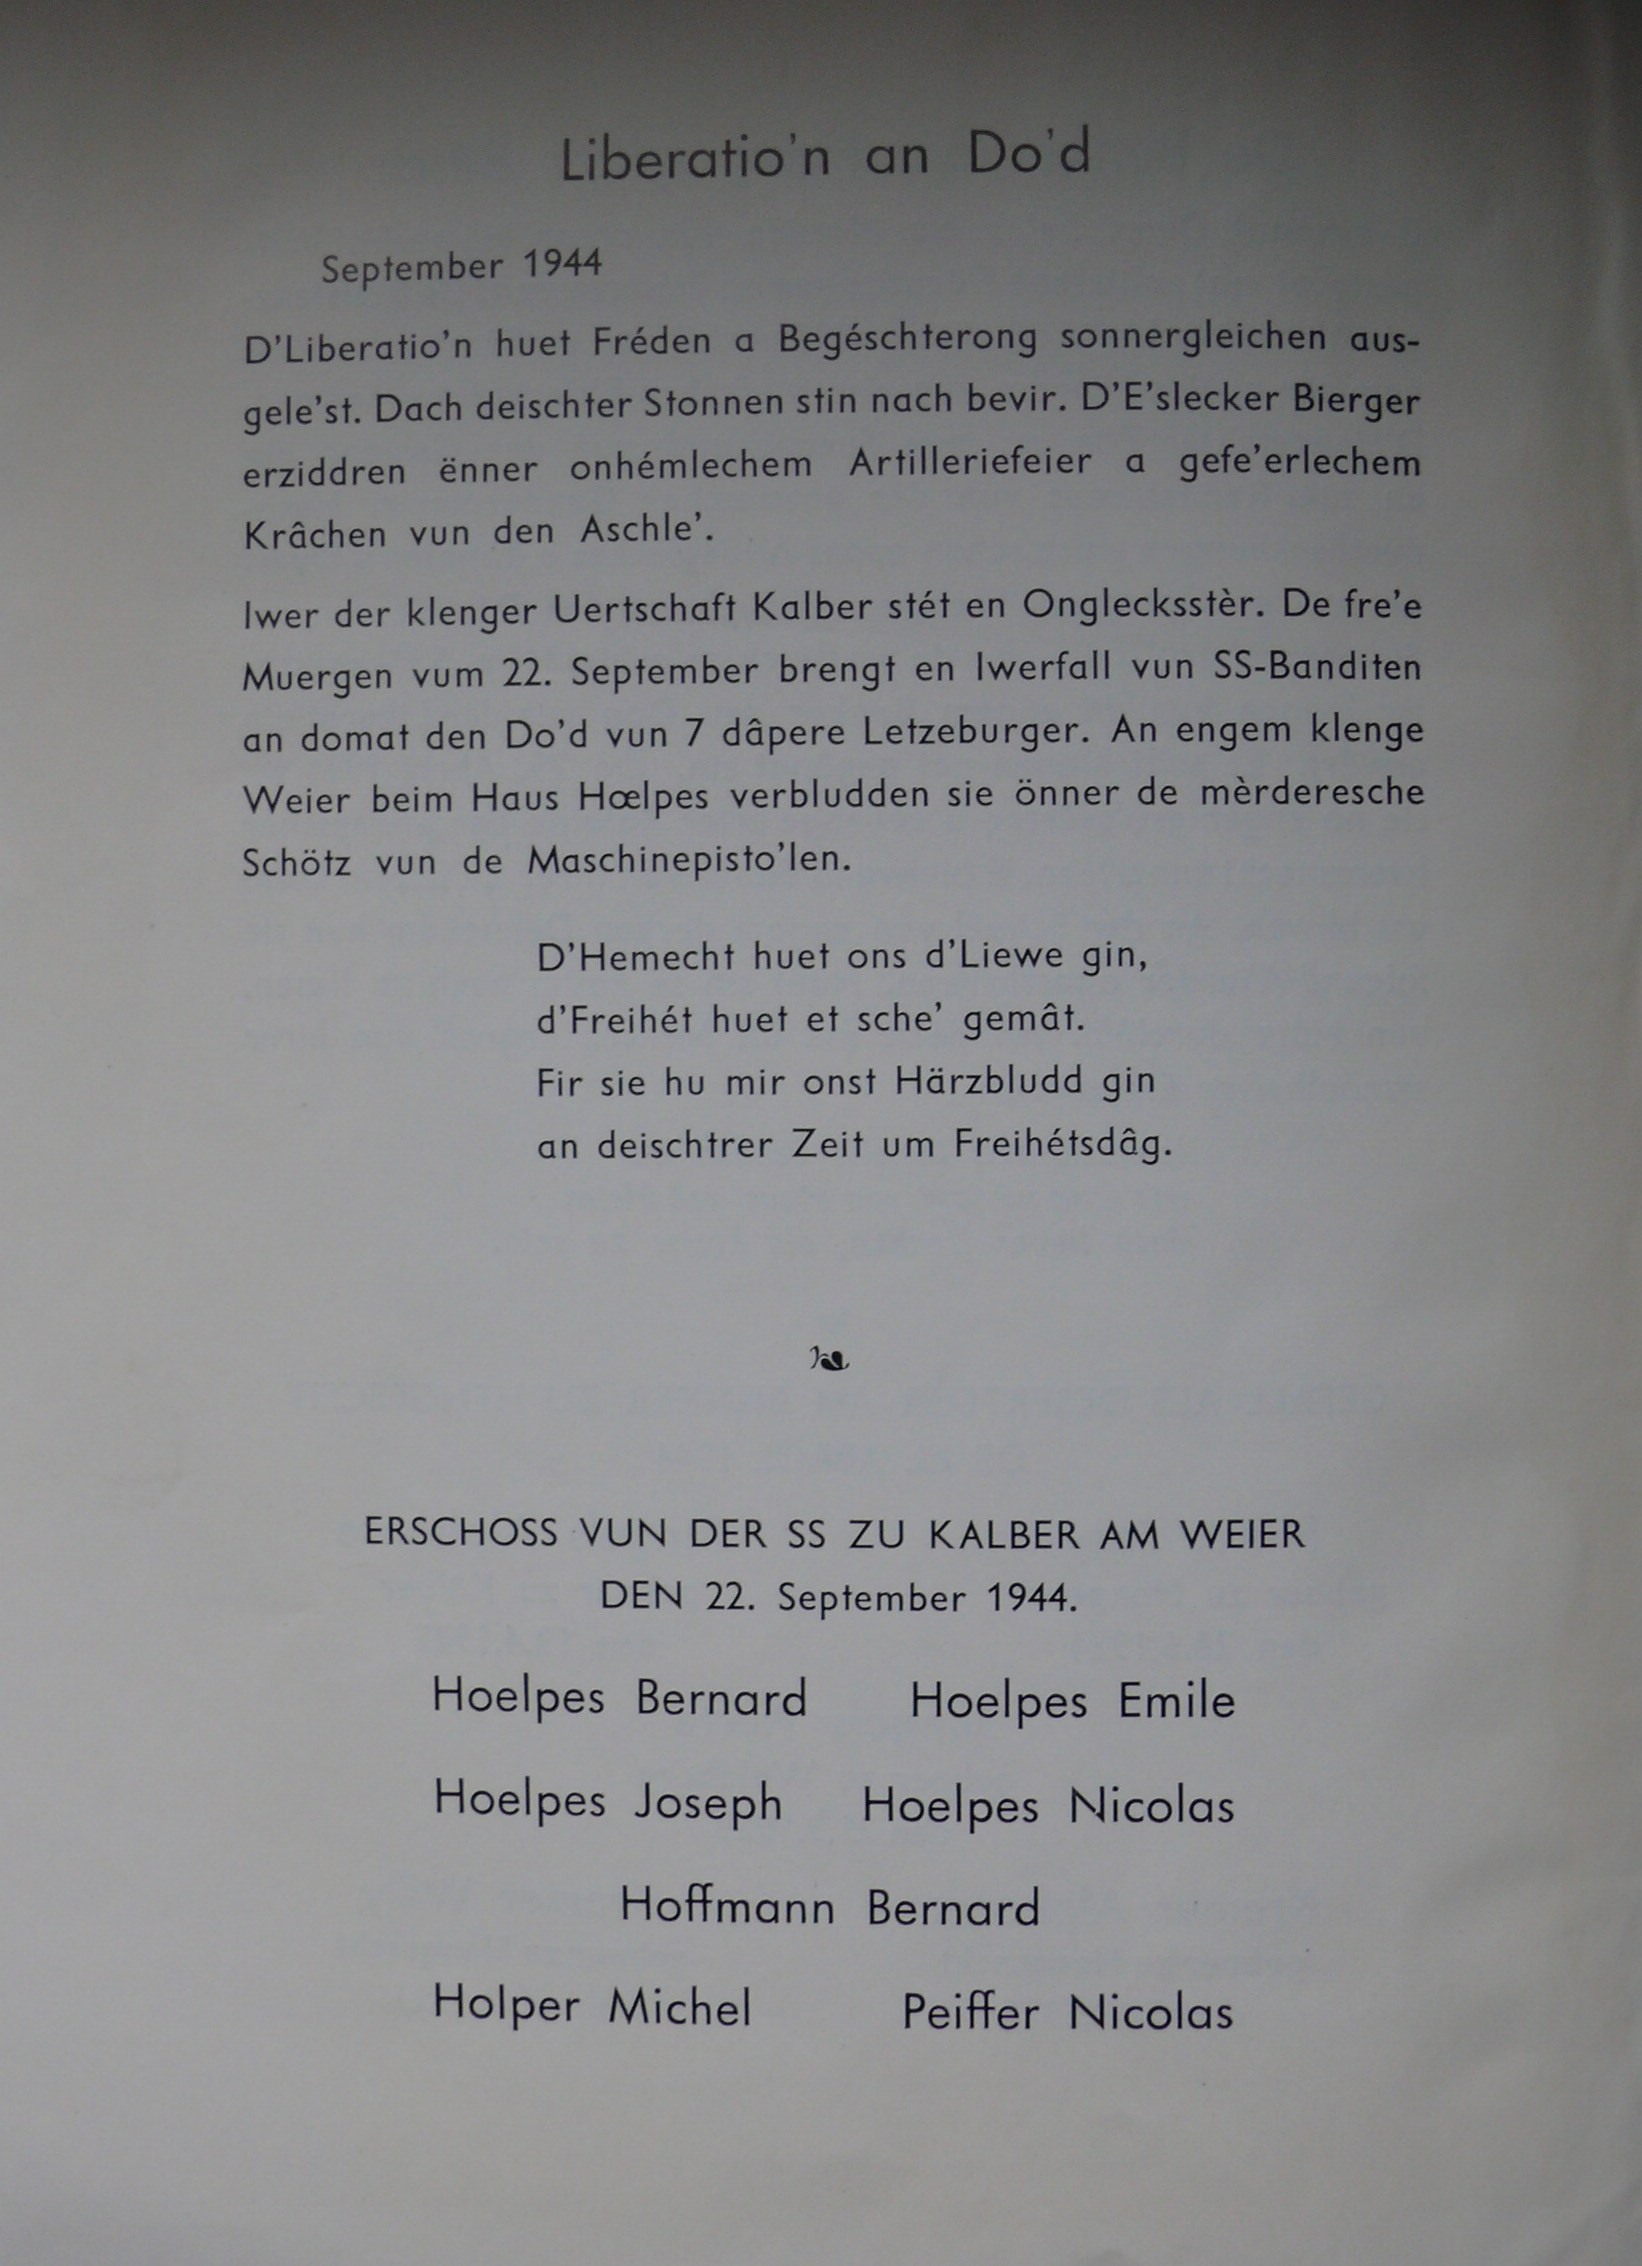 Liberatio'n an Do'd
September 1944
D'Liberatio'n huet Fréden a Begéschterong sonnergleichen aus-
gele'st. Dach deischter Stonnen stin nach bevir. D'E'slecker Bierger
erziddren ënner onhémlechem Artilleriefeier a gefe'erlechem
Krâchen vun den Aschle'.
Iwer der klenger Uertschaft Kalber stét en Onglecksstèr. De fre'e
Muergen vum 22. September brengt en Iwerfall vun SS-Banditen
an domat den Do'd vun 7 dâpere Letzeburger. An engem klenge
Weier beim Haus Hœlpes verbludden sie önner de mèrderesche
Schötz vun de Maschinepisto'len.
D'Hemecht huet ons d'Liewe gin,
d'Freihét huet et sche' gemât.
Fir sie hu mir onst Härzbludd gin
an deischtrer Zeit um Freihétsdâg.
ERSCHOSS VUN DER SS ZU KALBER AM WEIER
DEN 22. September 1944.
Hoelpes Bernard Hoelpes Emile
Hoelpes Joseph Hoelpes Nicolas
Hoffmann Bernard
Holper Michel Peiffer Nicolas